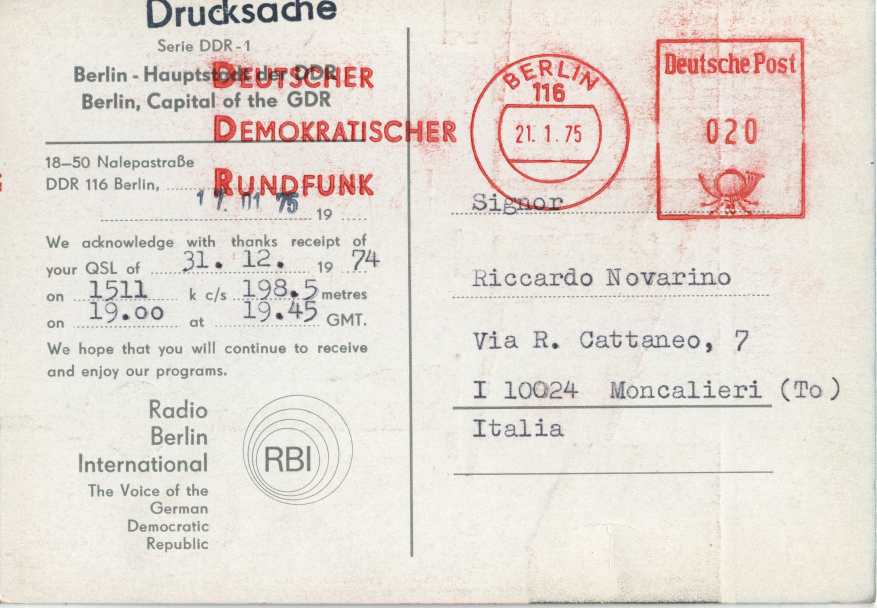 Drucksache
Serie DDR-1
Berlin - Hauptstadt der DDR
Berlin, Capital of the GDR
DEUTSCHER
DEMOKRATISCHER
RUNDFUNK
18–50 Nalepastraße
DDR 116 Berlin,
17. 01 75
19
We acknowledge with thanks receipt of
your QSL of 31. 12. 19 74
on 1511 k c/s 198.5 metres
on 19.00 at 19.45 GMT.
We hope that you will continue to receive
and enjoy our programs.
Radio
Berlin
International
The Voice of the
German
Democratic
Republic
RBI
BERLIN
116
21. 1. 75
Deutsche Post
020
Signor
Riccardo Novarino
Via R. Cattaneo, 7
I 10024 Moncalieri (To)
Italia